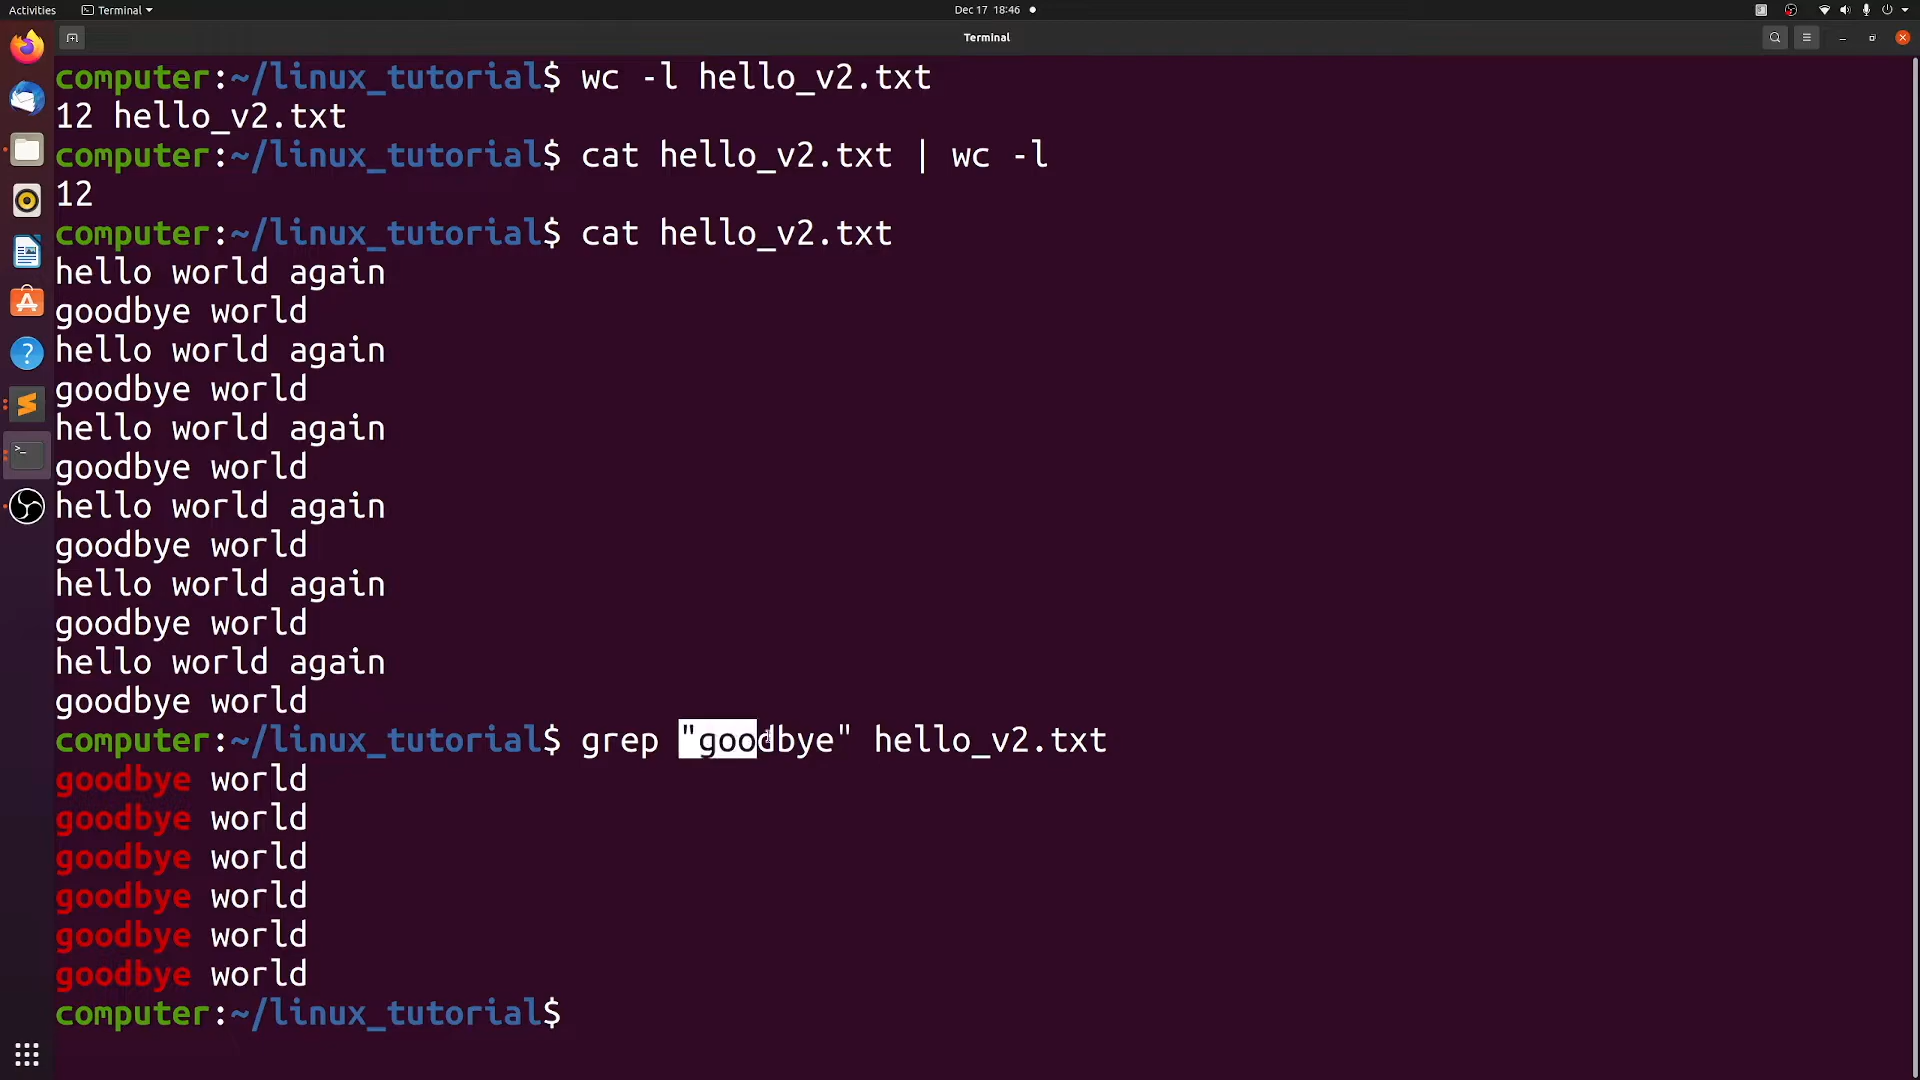 Activities
Terminal
Dec 17 18:46
Terminal
computer:~/linux_tutorial$ wc -l hello_v2.txt
12 hello_v2.txt
computer:~/linux_tutorial$ cat hello_v2.txt | wc -l
12
computer:~/linux_tutorial$ cat hello_v2.txt
hello world again
goodbye world
hello world again
goodbye world
hello world again
goodbye world
hello world again
goodbye world
hello world again
goodbye world
hello world again
goodbye world
computer:~/linux_tutorial$ grep "goodbye" hello_v2.txt
goodbye world
goodbye world
goodbye world
goodbye world
goodbye world
goodbye world
computer:~/linux_tutorial$